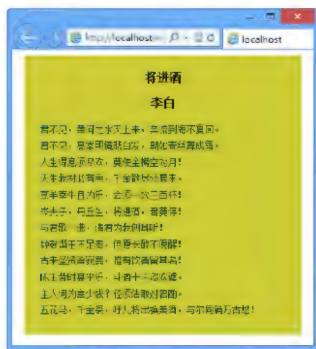 http://localhost
localhost
将进酒
李白
君不见，黄河之水天上来，奔流到海不复回。
君不见，高堂明镜悲白发，朝如青丝暮成雪。
人生得意须尽欢，莫使金樽空对月！
天生我材必有用，千金散尽还复来。
烹羊宰牛且为乐，会须一饮三百杯！
岑夫子，丹丘生，将进酒，君莫停！
与君歌一曲，请君为我倾耳听！
钟鼓馔玉不足贵，但愿长醉不愿醒！
古来圣贤皆寂寞，惟有饮者留其名！
陈王昔时宴平乐，斗酒十千恣欢谑。
主人何为言少钱？径须沽取对君酌。
五花马，千金裘，呼儿将出换美酒，与尔同销万古愁！